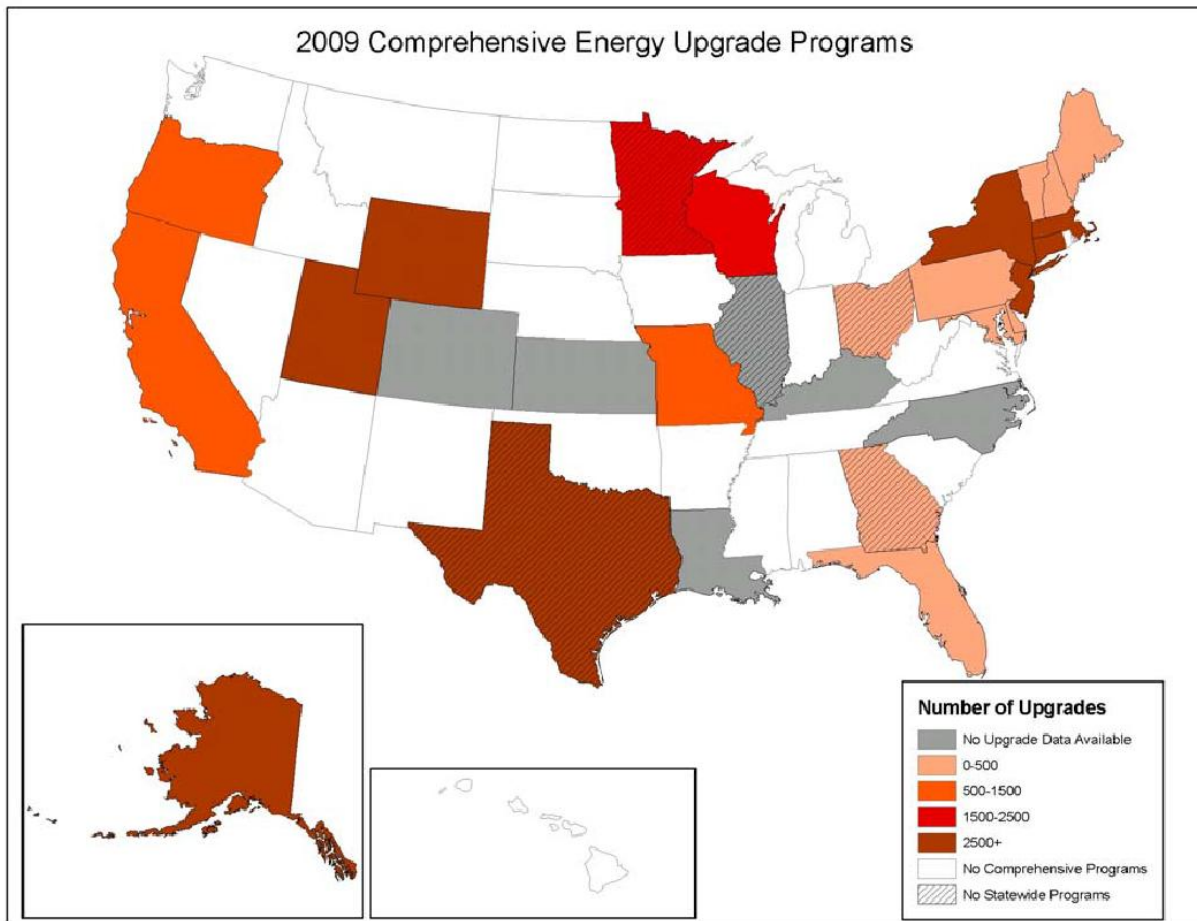 2009 Comprehensive Energy Upgrade Programs
Number of Upgrades
No Upgrade Data Available
0-500
500-1500
1500-2500
2500+
No Comprehensive Programs
No Statewide Programs